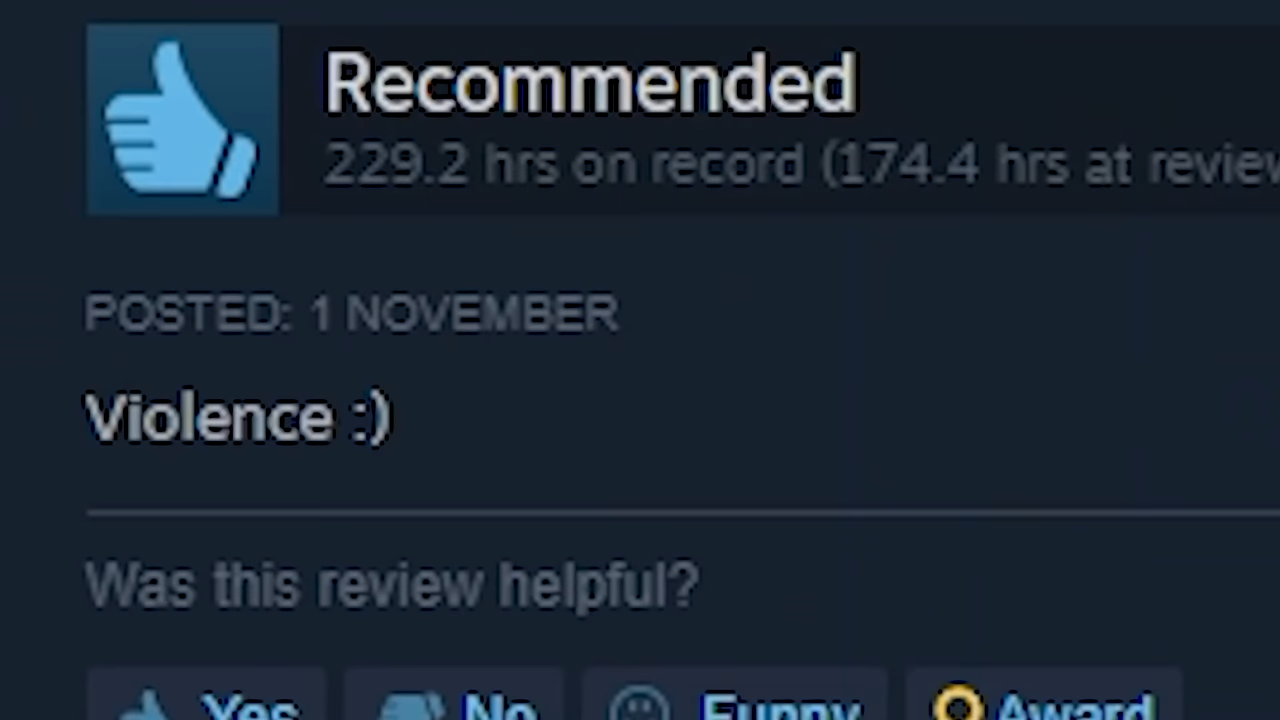 Recommended
229.2 hrs on record (174.4 hrs at review
POSTED: 1 NOVEMBER
Violence :)
Was this review helpful?
Yes No Funny Award